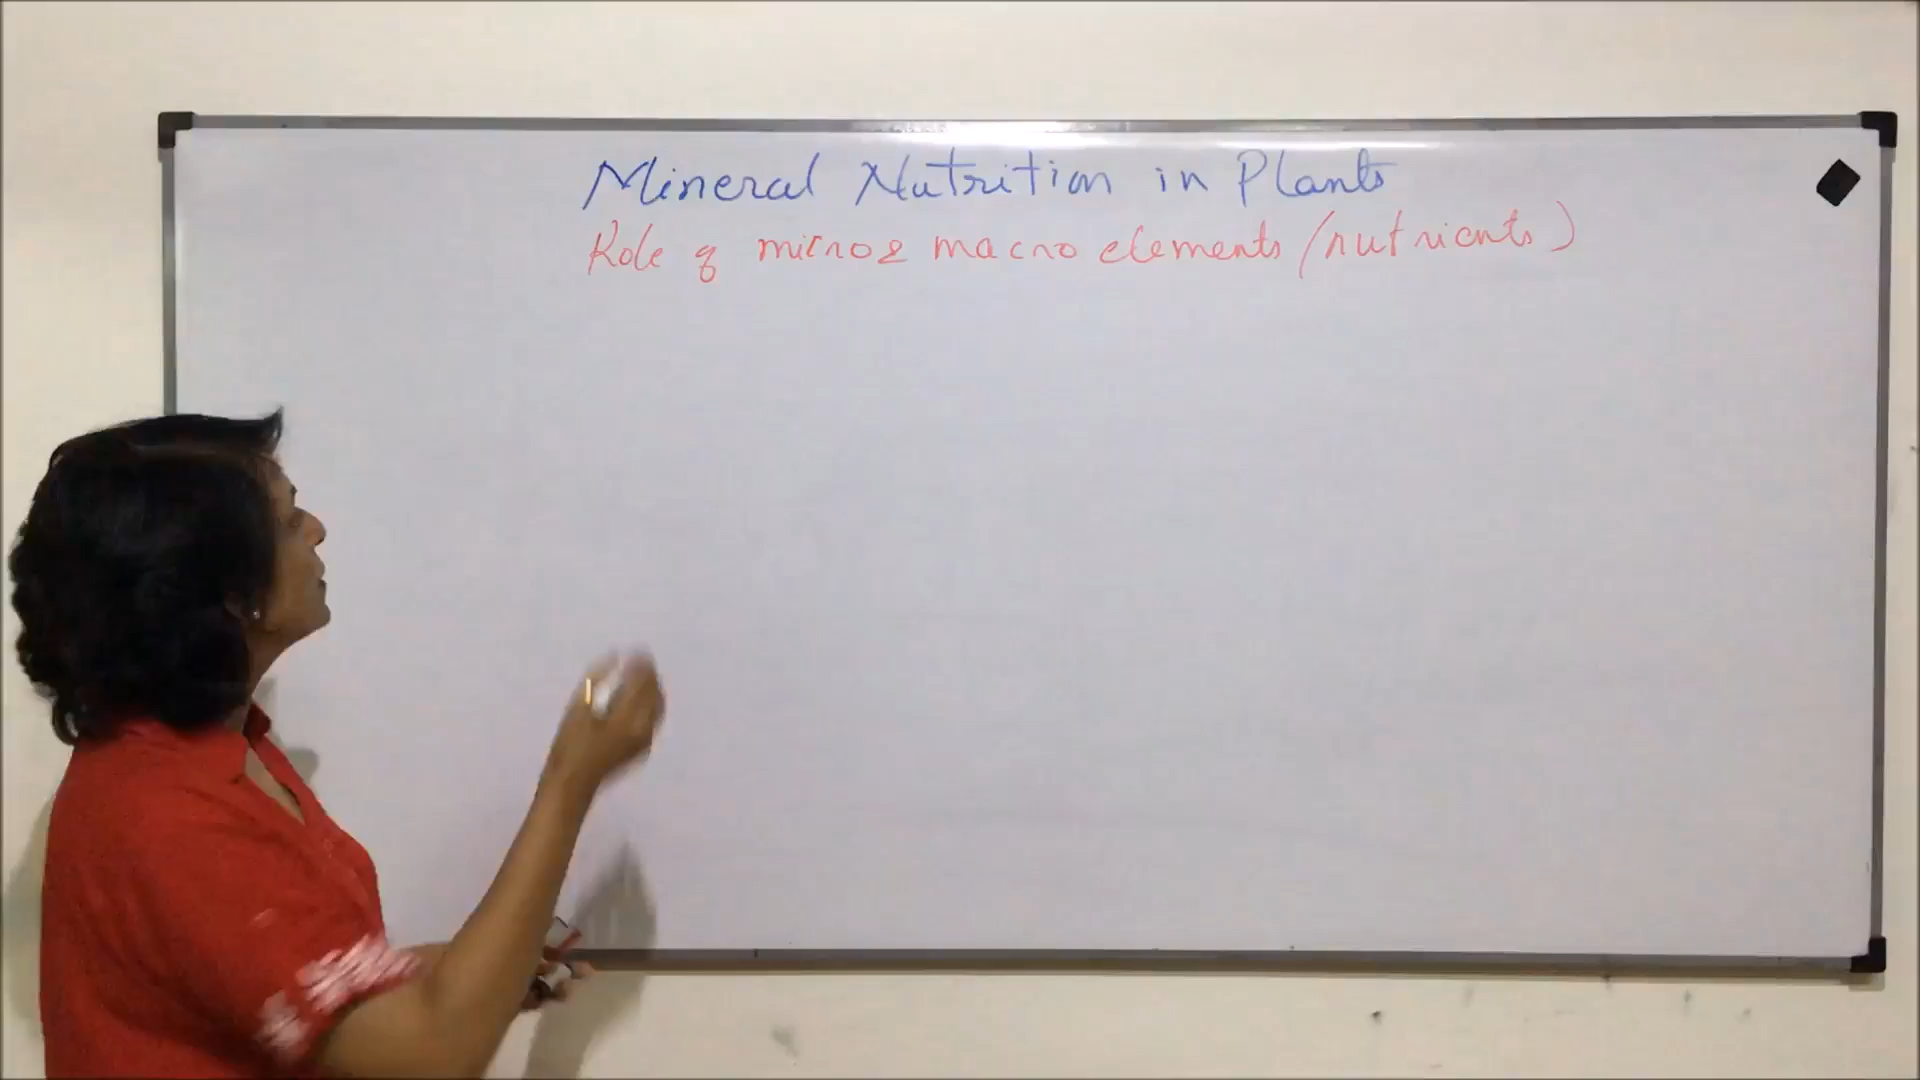 Mineral Nutrition in Plants
Role of micro & macro elements (nutrients)